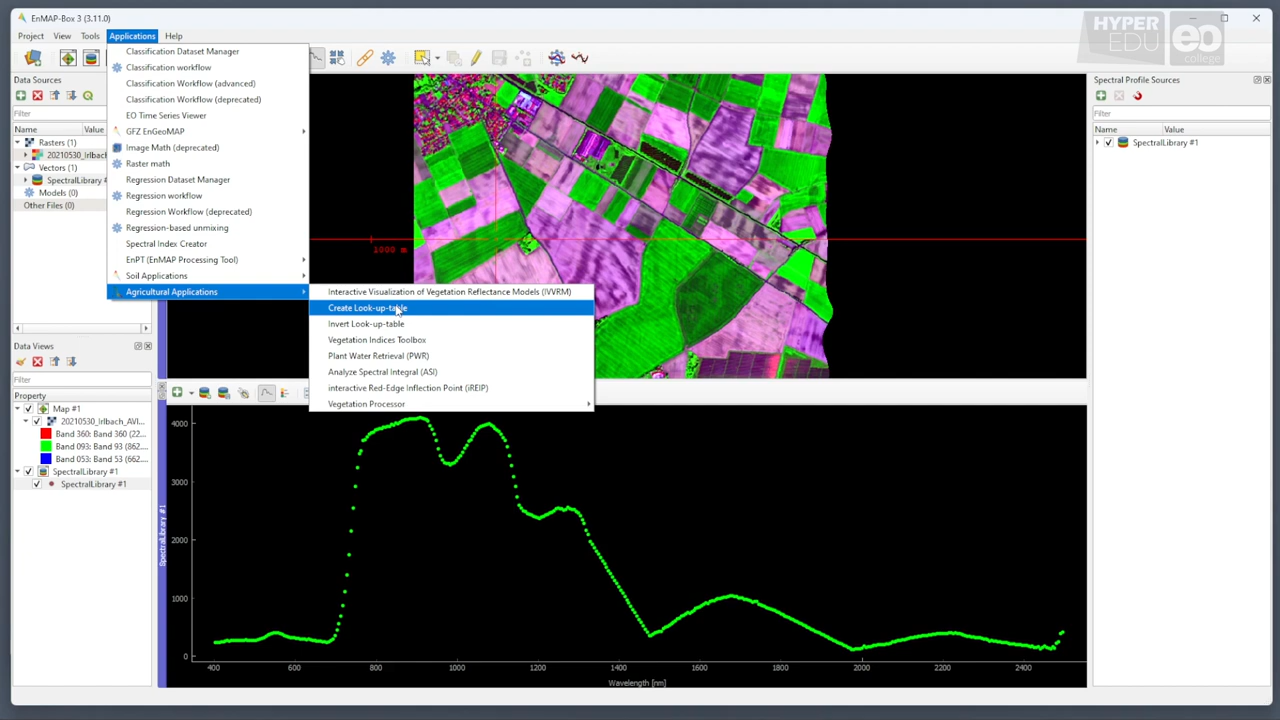 EnMAP-Box 3 (3.11.0)
HYPER
EDU
eo
college
Project View Tools Applications Help
Classification Dataset Manager
Classification workflow
Classification Workflow (advanced)
Classification Workflow (deprecated)
EO Time Series Viewer
GFZ EnGeoMAP
Image Math (deprecated)
Raster math
Regression Dataset Manager
Regression workflow
Regression Workflow (deprecated)
Regression-based unmixing
Spectral Index Creator
EnPT (EnMAP Processing Tool)
Soil Applications
Agricultural Applications
Interactive Visualization of Vegetation Reflectance Models (IVVRM)
Create Look-up-table
Invert Look-up-table
Vegetation Indices Toolbox
Plant Water Retrieval (PWR)
Analyze Spectral Integral (ASI)
interactive Red-Edge Inflection Point (iREIP)
Vegetation Processor
Data Sources
Filter
Name Value
Rasters (1)
20210530_Irlbach
Vectors (1)
SpectralLibrary
Models (0)
Other Files (0)
1000 m
Data Views
Filter
Property
Map #1
20210530_Irlbach_AVI...
Band 360: Band 360 (22...
Band 093: Band 93 (862....
Band 053: Band 53 (662....
SpectralLibrary #1
SpectralLibrary #1
SpectralLibrary #1
4000
3000
2000
1000
0
400 600 800 1000 1200 1400 1600 1800 2000 2200 2400
Wavelength [nm]
Spectral Profile Sources
Filter
Name Value
SpectralLibrary #1